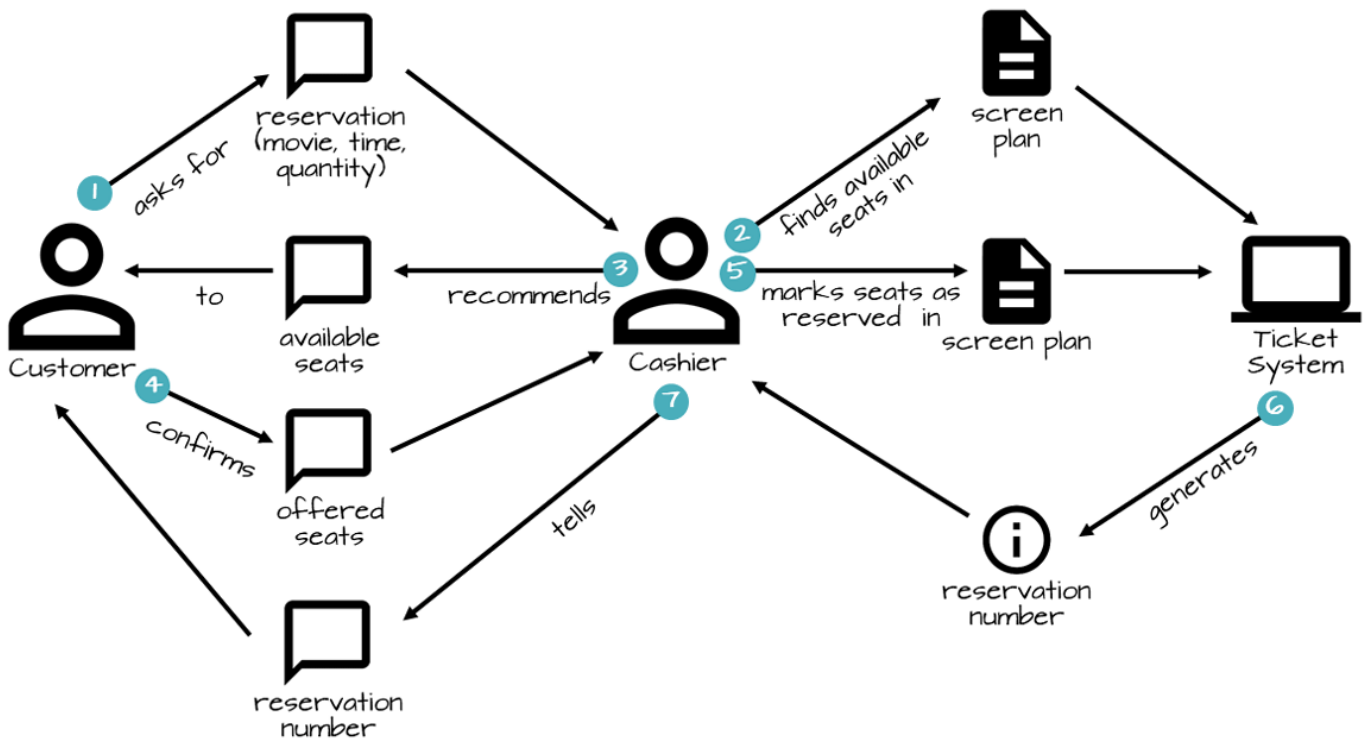 1
asks for
reservation
(movie, time,
quantity)
2
finds available
seats in
screen
plan
3
recommends
available
seats
to
Customer
Cashier
Ticket
System
4
confirms
offered
seats
5
marks seats as
reserved in
screen plan
6
generates
reservation
number
7
tells
reservation
number